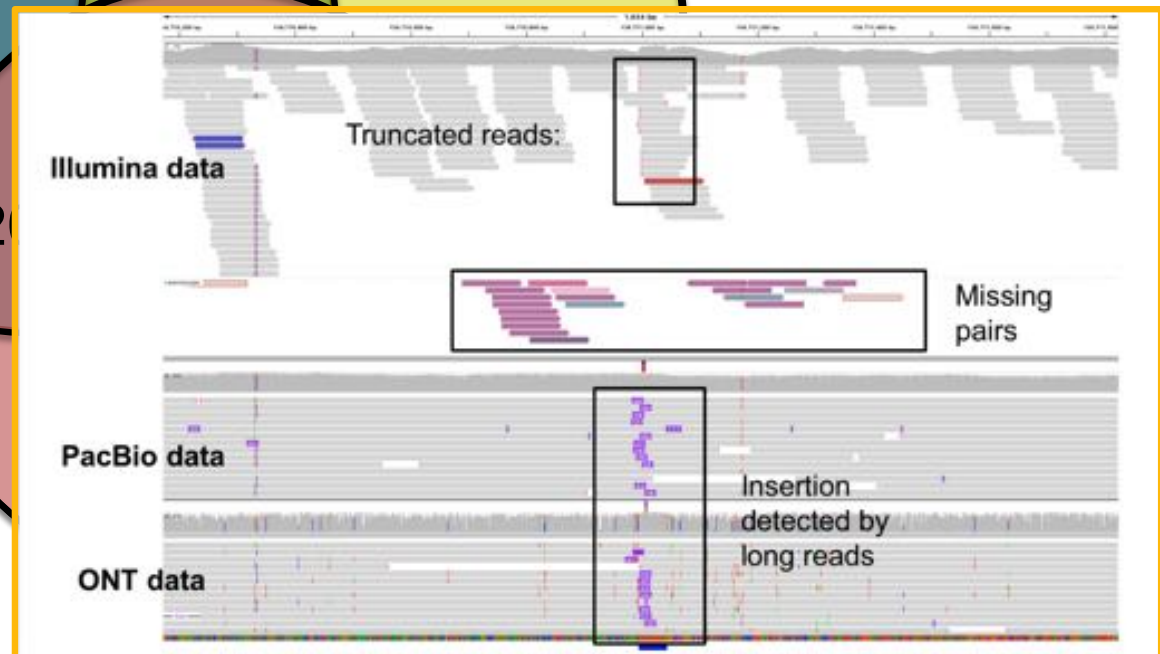 Illumina data
Truncated reads:
Missing
pairs
PacBio data
Insertion
detected by
long reads
ONT data